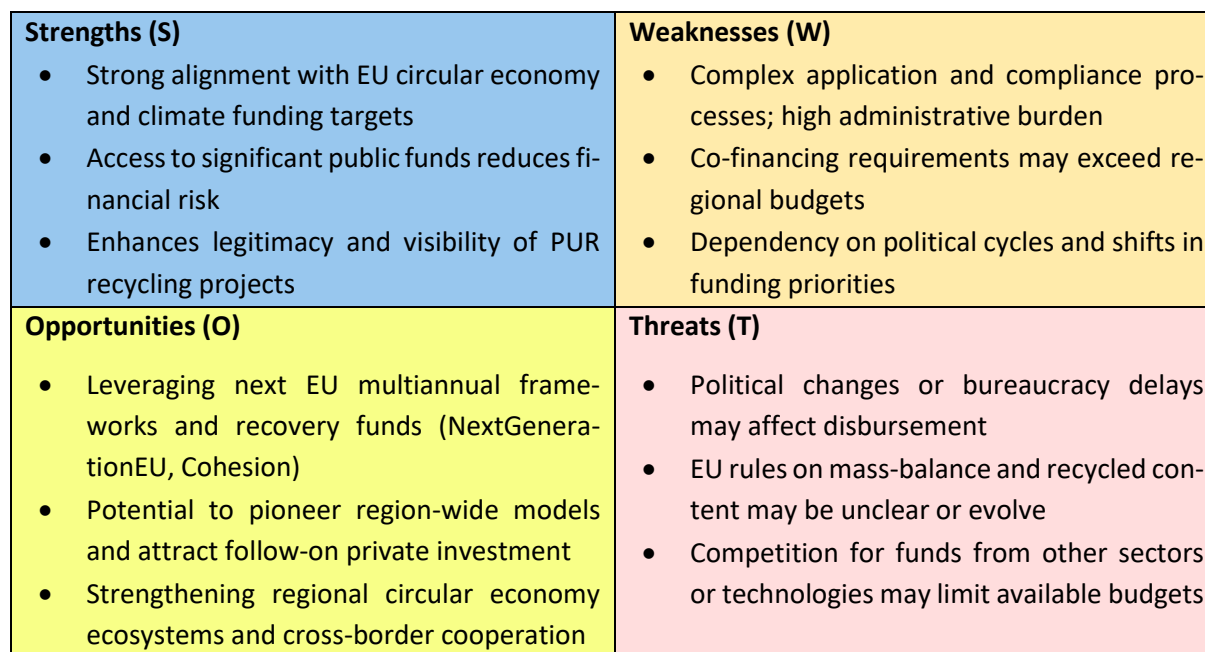 Strengths (S)
• Strong alignment with EU circular economy
and climate funding targets
• Access to significant public funds reduces fi-
nancial risk
• Enhances legitimacy and visibility of PUR
recycling projects
Weaknesses (W)
• Complex application and compliance pro-
cesses; high administrative burden
• Co-financing requirements may exceed re-
gional budgets
• Dependency on political cycles and shifts in
funding priorities
Opportunities (O)
• Leveraging next EU multiannual frame-
works and recovery funds (NextGenera-
tionEU, Cohesion)
• Potential to pioneer region-wide models
and attract follow-on private investment
• Strengthening regional circular economy
ecosystems and cross-border cooperation
Threats (T)
• Political changes or bureaucracy delays
may affect disbursement
• EU rules on mass-balance and recycled con-
tent may be unclear or evolve
• Competition for funds from other sectors
or technologies may limit available budgets